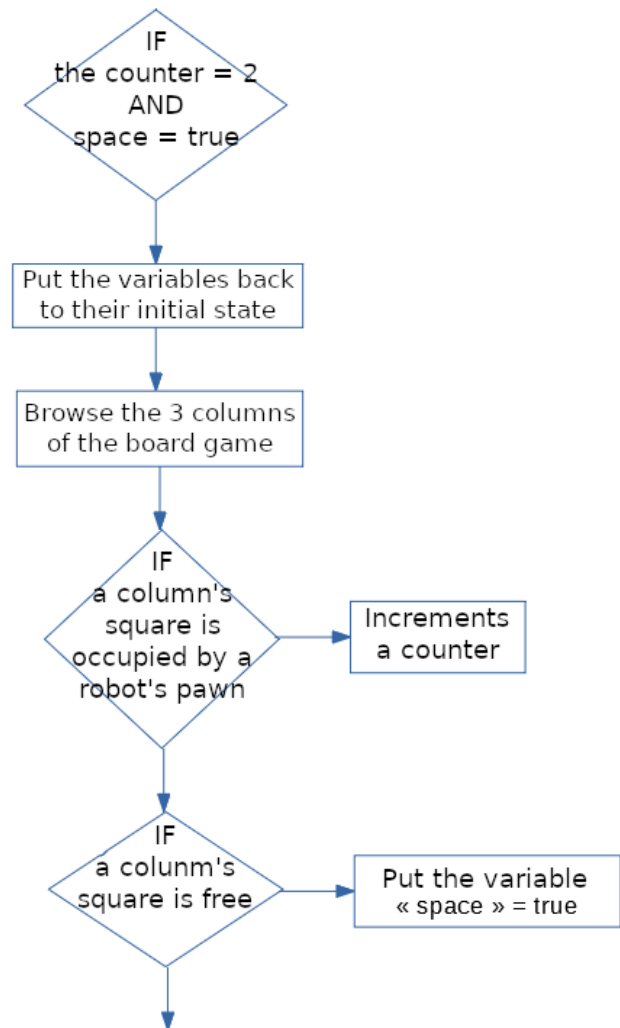 IF
the counter = 2
AND
space = true
Put the variables back
to their initial state
Browse the 3 columns
of the board game
IF
a column's
square is
occupied by a
robot's pawn
Increments
a counter
IF
a colunm's
square is free
Put the variable
« space » = true